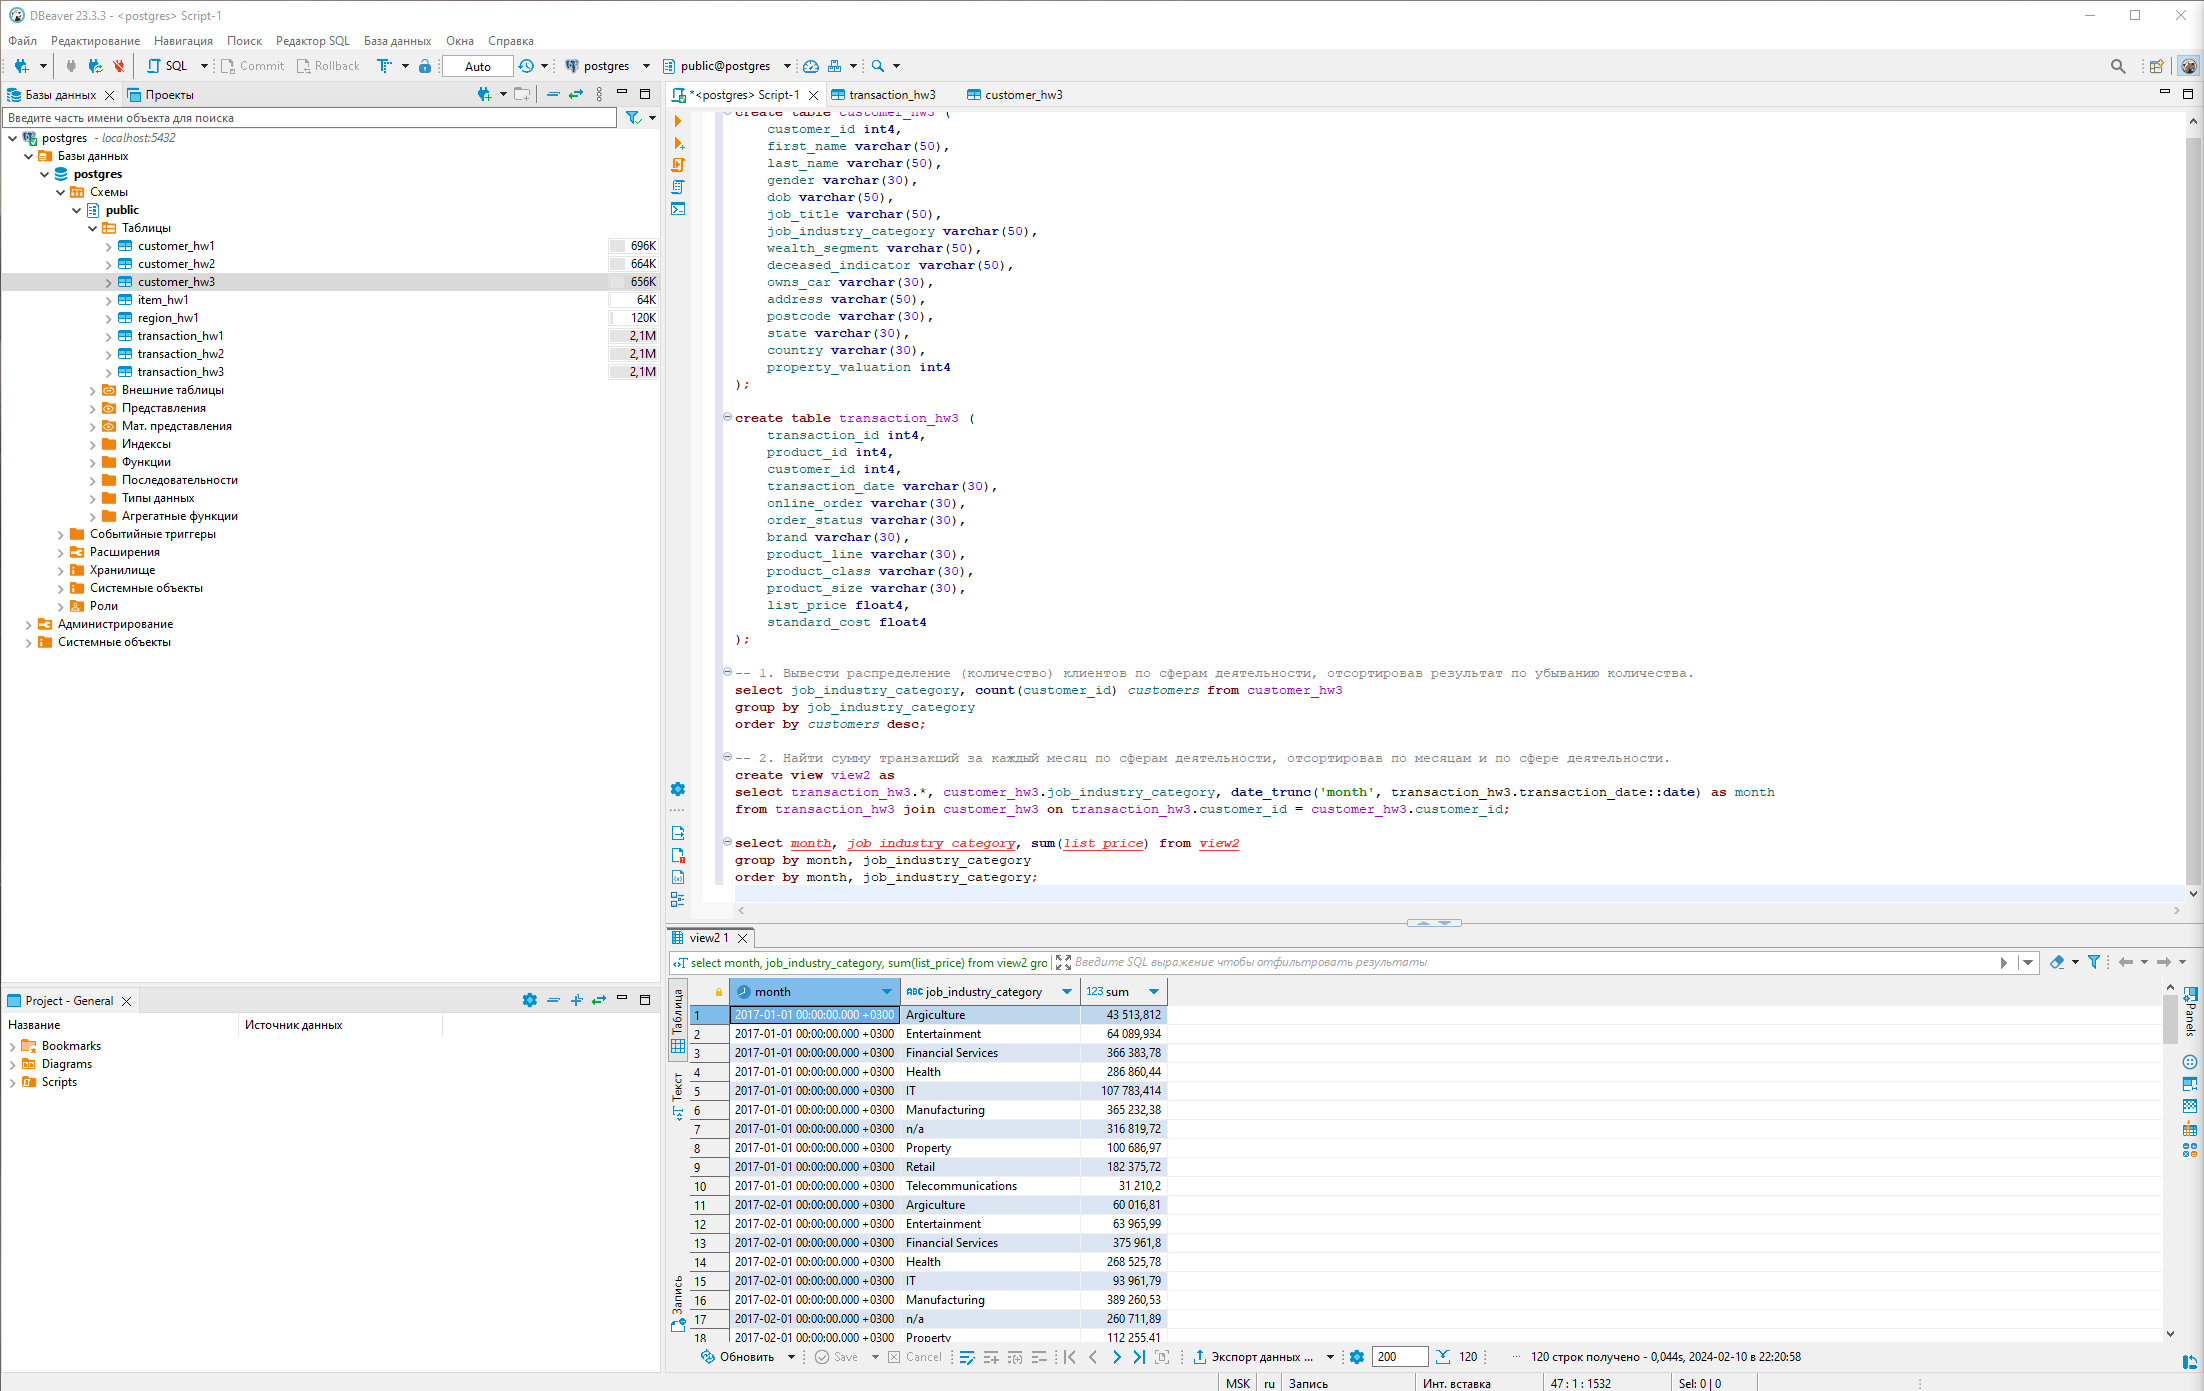 DBeaver 23.3.3 - <postgres> Script-1
Файл Редактирование Навигация Поиск Редактор SQL База данных Окна Справка
SQL Commit Rollback Auto postgres public@postgres
Базы данных Проекты
Введите часть имени объекта для поиска
postgres - localhost:5432
Базы данных
postgres
Схемы
public
Таблицы
customer_hw1 696K
customer_hw2 664K
customer_hw3 656K
item_hw1 64K
region_hw1 120K
transaction_hw1 2,1M
transaction_hw2 2,1M
transaction_hw3 2,1M
Внешние таблицы
Представления
Мат. представления
Индексы
Функции
Последовательности
Типы данных
Агрегатные функции
Событийные триггеры
Расширения
Хранилище
Системные объекты
Роли
Администрирование
Системные объекты
Project - General
Название Источник данных
Bookmarks
Diagrams
Scripts
*<postgres> Script-1 transaction_hw3 customer_hw3
create table customer_hw3 (
customer_id int4,
first_name varchar(50),
last_name varchar(50),
gender varchar(30),
dob varchar(50),
job_title varchar(50),
job_industry_category varchar(50),
wealth_segment varchar(50),
deceased_indicator varchar(50),
owns_car varchar(30),
address varchar(50),
postcode varchar(30),
state varchar(30),
country varchar(30),
property_valuation int4
);
create table transaction_hw3 (
transaction_id int4,
product_id int4,
customer_id int4,
transaction_date varchar(30),
online_order varchar(30),
order_status varchar(30),
brand varchar(30),
product_line varchar(30),
product_class varchar(30),
product_size varchar(30),
list_price float4,
standard_cost float4
);
-- 1. Вывести распределение (количество) клиентов по сферам деятельности, отсортировав результат по убыванию количества.
select job_industry_category, count(customer_id) customers from customer_hw3
group by job_industry_category
order by customers desc;
-- 2. Найти сумму транзакций за каждый месяц по сферам деятельности, отсортировав по месяцам и по сфере деятельности.
create view view2 as
select transaction_hw3.*, customer_hw3.job_industry_category, date_trunc('month', transaction_hw3.transaction_date::date) as month
from transaction_hw3 join customer_hw3 on transaction_hw3.customer_id = customer_hw3.customer_id;
select month, job_industry_category, sum(list_price) from view2
group by month, job_industry_category
order by month, job_industry_category;
view2 1
select month, job_industry_category, sum(list_price) from view2 gro Введите SQL выражение чтобы отфильтровать результаты
Таблица
Текст
Запись
Panels
month ABC job_industry_category 123 sum
1 2017-01-01 00:00:00.000 +0300 Argiculture 43 513,812
2 2017-01-01 00:00:00.000 +0300 Entertainment 64 089,934
3 2017-01-01 00:00:00.000 +0300 Financial Services 366 383,78
4 2017-01-01 00:00:00.000 +0300 Health 286 860,44
5 2017-01-01 00:00:00.000 +0300 IT 107 783,414
6 2017-01-01 00:00:00.000 +0300 Manufacturing 365 232,38
7 2017-01-01 00:00:00.000 +0300 n/a 316 819,72
8 2017-01-01 00:00:00.000 +0300 Property 100 686,97
9 2017-01-01 00:00:00.000 +0300 Retail 182 375,72
10 2017-01-01 00:00:00.000 +0300 Telecommunications 31 210,2
11 2017-02-01 00:00:00.000 +0300 Argiculture 60 016,81
12 2017-02-01 00:00:00.000 +0300 Entertainment 63 965,99
13 2017-02-01 00:00:00.000 +0300 Financial Services 375 961,8
14 2017-02-01 00:00:00.000 +0300 Health 268 525,78
15 2017-02-01 00:00:00.000 +0300 IT 93 961,79
16 2017-02-01 00:00:00.000 +0300 Manufacturing 389 260,53
17 2017-02-01 00:00:00.000 +0300 n/a 260 711,89
18 2017-02-01 00:00:00.000 +0300 Property 112 255,41
Обновить Save Cancel Экспорт данных ... 200 120 120 строк получено - 0,044s, 2024-02-10 в 22:20:58
MSK ru Запись Инт. вставка 47 : 1 : 1532 Sel: 0 | 0